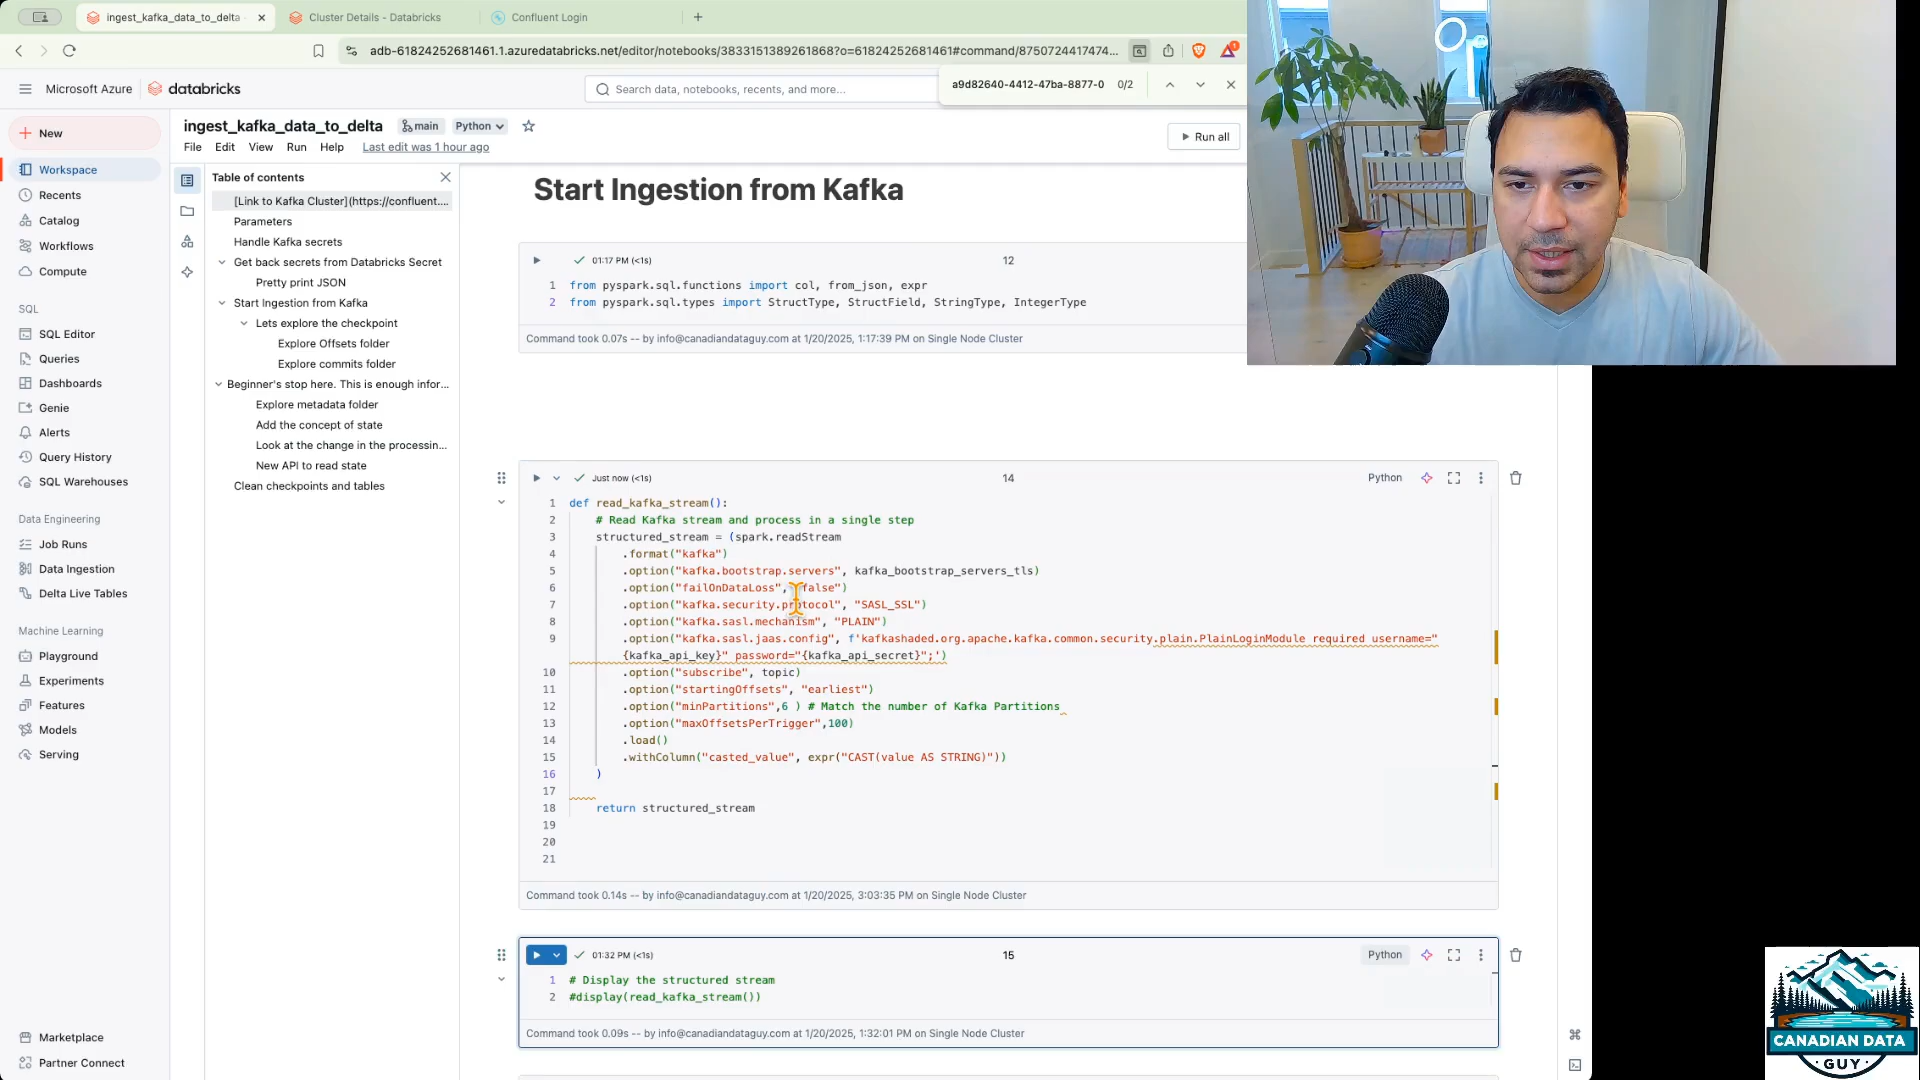 ingest_kafka_data_to_delta
Cluster Details - Databricks
Confluent Login
adb-61824252681461.1.azuredatabricks.net/editor/notebooks/3833151389261868?o=61824252681461#command/8750724417474...
a9d82640-4412-47ba-8877-0 0/2
Microsoft Azure databricks
Search data, notebooks, recents, and more...
New
Workspace
Recents
Catalog
Workflows
Compute
SQL
SQL Editor
Queries
Dashboards
Genie
Alerts
Query History
SQL Warehouses
Data Engineering
Job Runs
Data Ingestion
Delta Live Tables
Machine Learning
Playground
Experiments
Features
Models
Serving
Marketplace
Partner Connect
ingest_kafka_data_to_delta main Python
File Edit View Run Help Last edit was 1 hour ago
Run all
Table of contents
[Link to Kafka Cluster](https://confluent....
Parameters
Handle Kafka secrets
Get back secrets from Databricks Secret
Pretty print JSON
Start Ingestion from Kafka
Lets explore the checkpoint
Explore Offsets folder
Explore commits folder
Beginner's stop here. This is enough infor...
Explore metadata folder
Add the concept of state
Look at the change in the processin...
New API to read state
Clean checkpoints and tables
Start Ingestion from Kafka
01:17 PM (<1s) 12
1 from pyspark.sql.functions import col, from_json, expr
2 from pyspark.sql.types import StructType, StructField, StringType, IntegerType
Command took 0.07s -- by info@canadiandataguy.com at 1/20/2025, 1:17:39 PM on Single Node Cluster
Just now (<1s) 14 Python
1 def read_kafka_stream():
2 # Read Kafka stream and process in a single step
3 structured_stream = (spark.readStream
4 .format("kafka")
5 .option("kafka.bootstrap.servers", kafka_bootstrap_servers_tls)
6 .option("failOnDataLoss", "false")
7 .option("kafka.security.protocol", "SASL_SSL")
8 .option("kafka.sasl.mechanism", "PLAIN")
9 .option("kafka.sasl.jaas.config", f'kafkashaded.org.apache.kafka.common.security.plain.PlainLoginModule required username="
{kafka_api_key}" password="{kafka_api_secret}";')
10 .option("subscribe", topic)
11 .option("startingOffsets", "earliest")
12 .option("minPartitions",6 ) # Match the number of Kafka Partitions
13 .option("maxOffsetsPerTrigger",100)
14 .load()
15 .withColumn("casted_value", expr("CAST(value AS STRING)"))
16 )
17
18 return structured_stream
19
20
21
Command took 0.14s -- by info@canadiandataguy.com at 1/20/2025, 3:03:35 PM on Single Node Cluster
01:32 PM (<1s) 15 Python
1 # Display the structured stream
2 #display(read_kafka_stream())
Command took 0.09s -- by info@canadiandataguy.com at 1/20/2025, 1:32:01 PM on Single Node Cluster
CANADIAN DATA
GUY